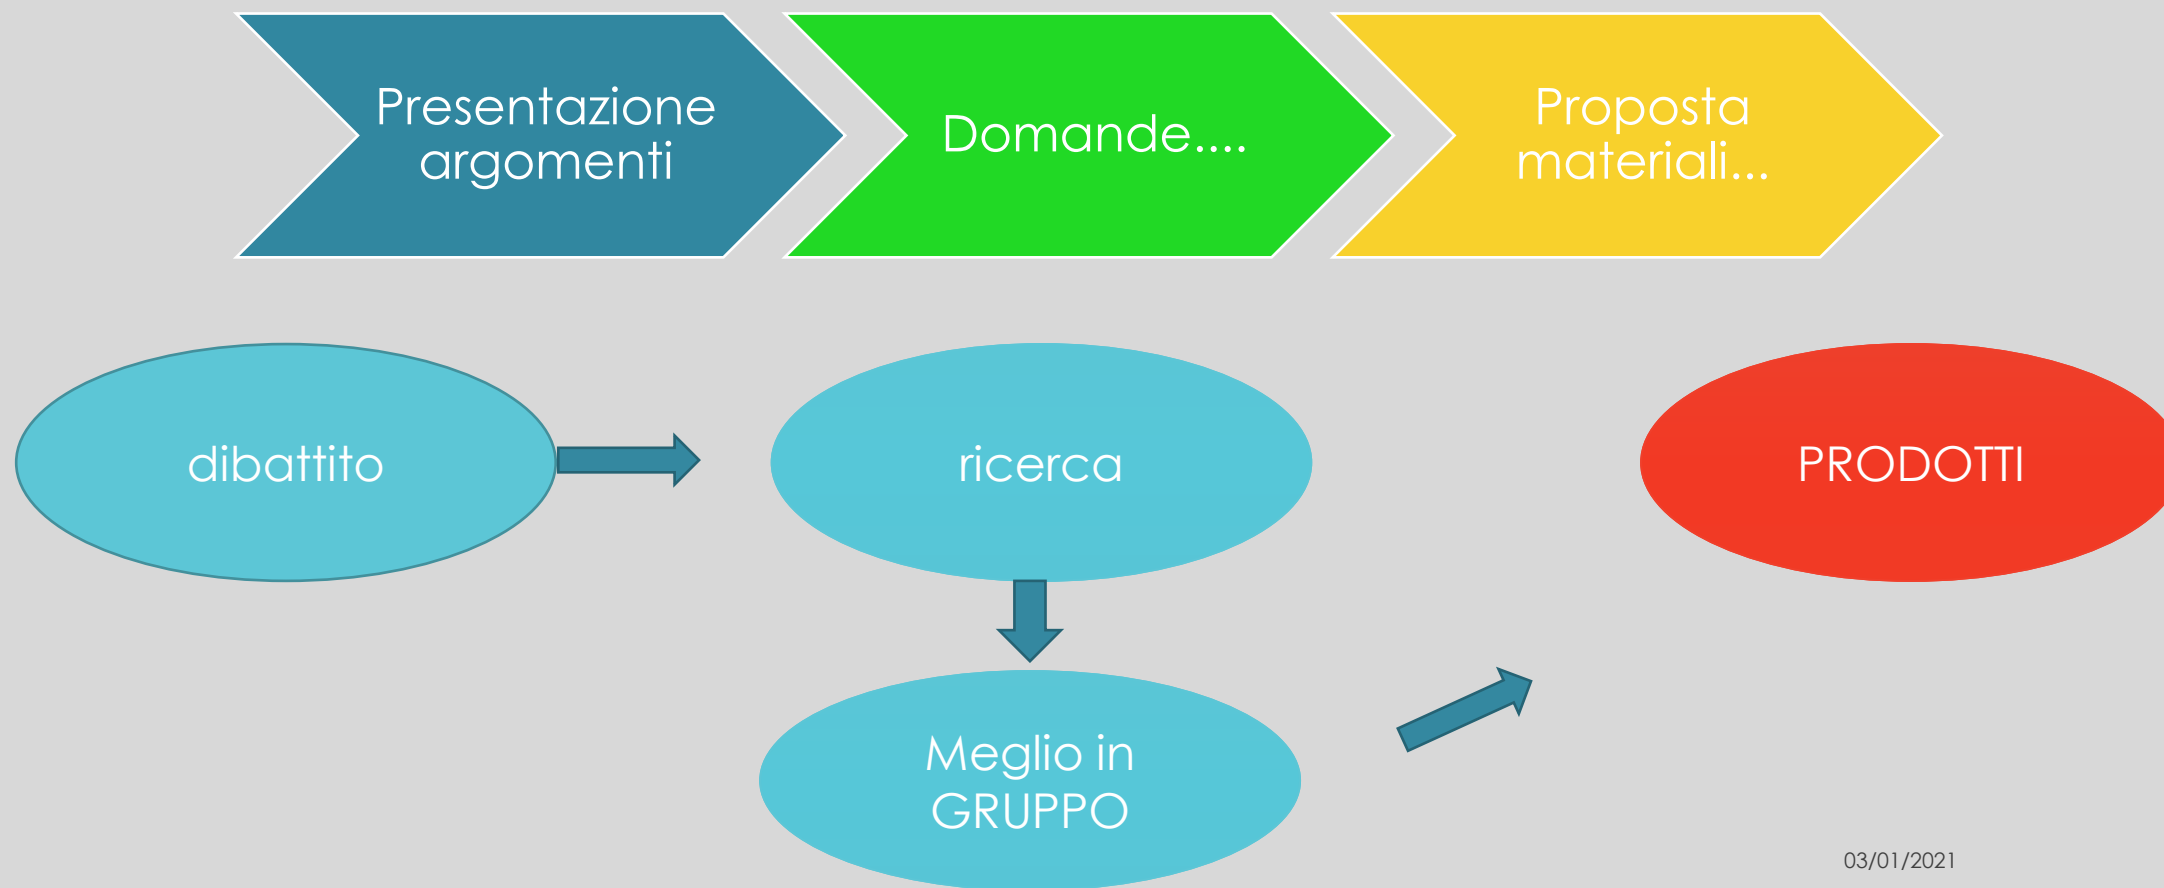 Presentazione
argomenti
Domande....
Proposta
materiali...
dibattito
ricerca
PRODOTTI
Meglio in
GRUPPO
03/01/2021